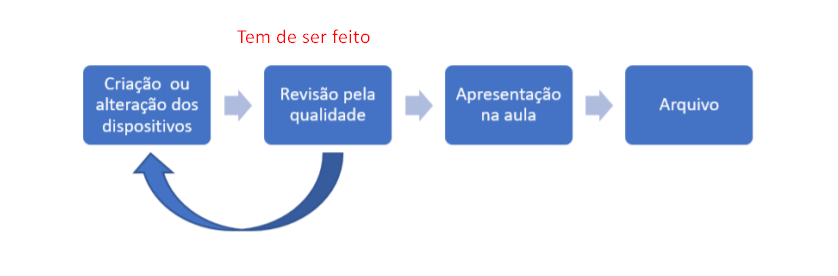 Tem de ser feito
Criação ou
alteração dos
dispositivos
Revisão pela
qualidade
Apresentação
na aula
Arquivo